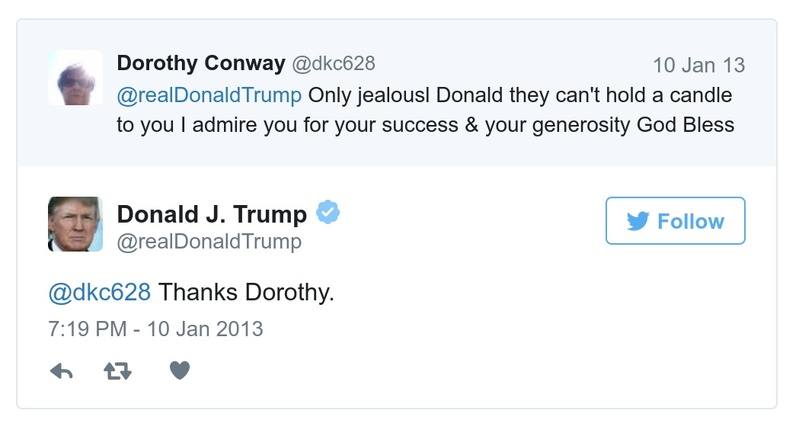 Dorothy Conway @dkc628 10 Jan 13
@realDonaldTrump Only jealousl Donald they can't hold a candle
to you I admire you for your success & your generosity God Bless
Donald J. Trump
@realDonaldTrump
Follow
@dkc628 Thanks Dorothy.
7:19 PM - 10 Jan 2013